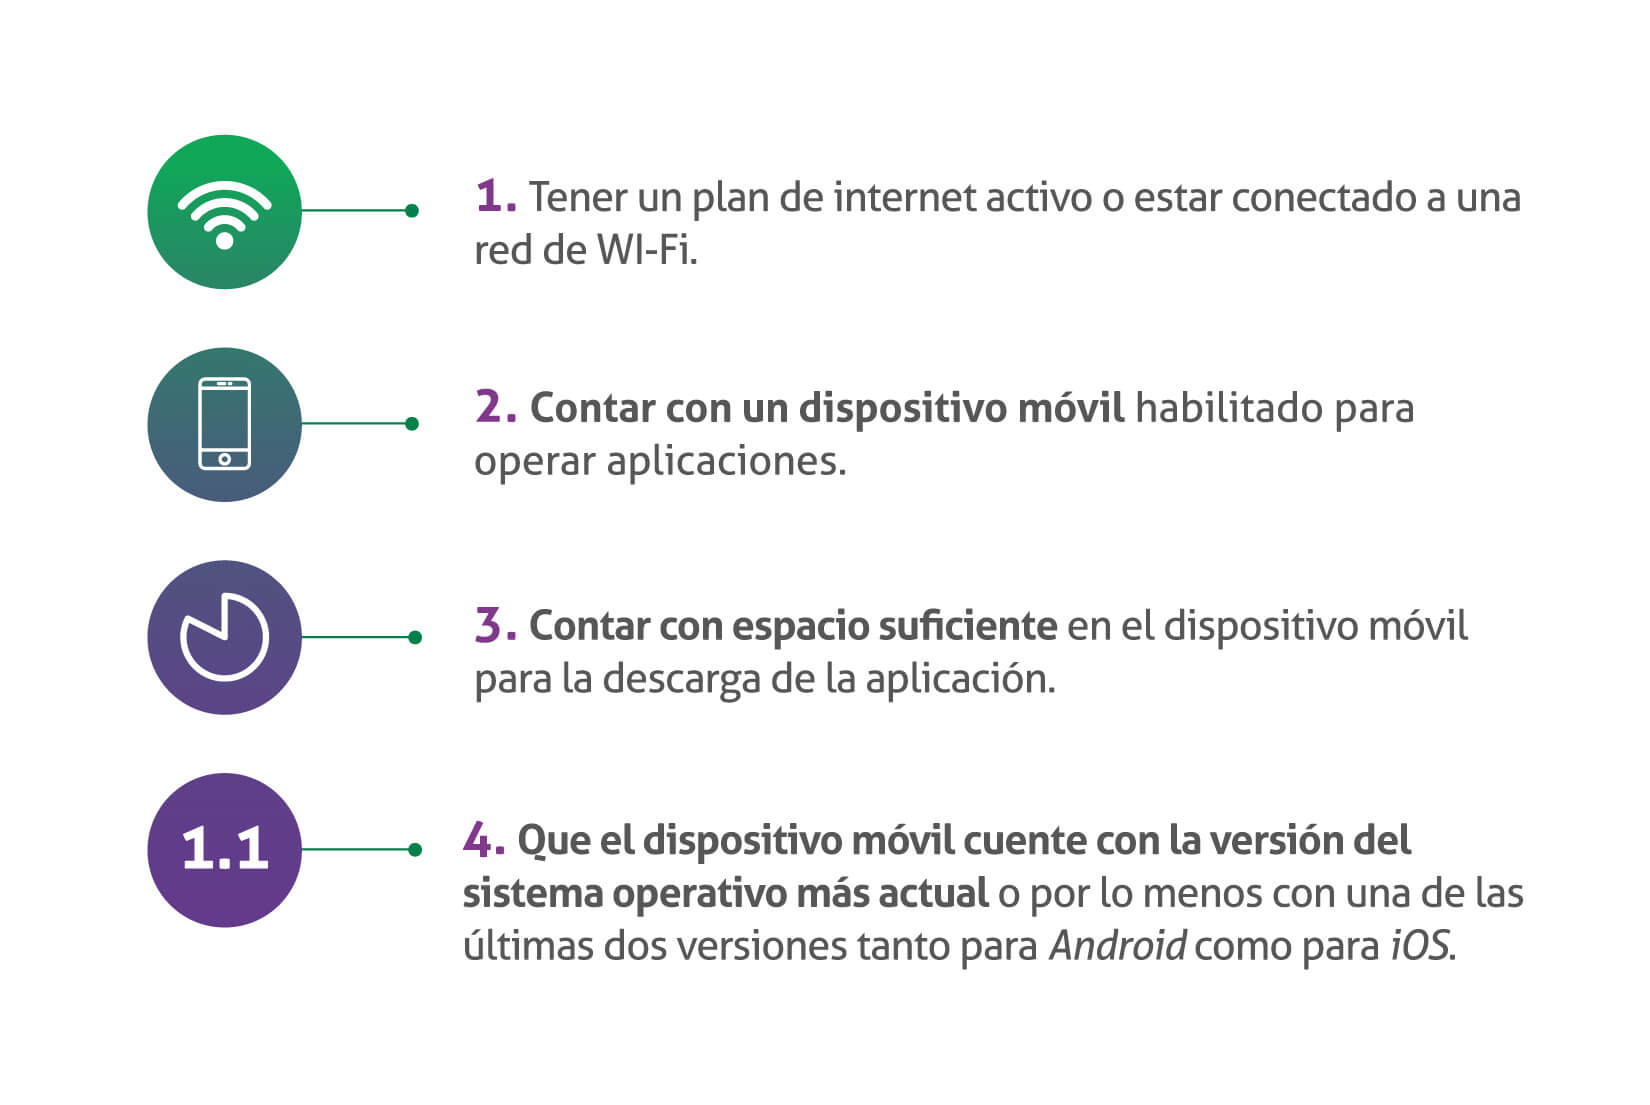 1. Tener un plan de internet activo o estar conectado a una
red de WI-Fi.
2. Contar con un dispositivo móvil habilitado para
operar aplicaciones.
3. Contar con espacio suficiente en el dispositivo móvil
para la descarga de la aplicación.
1.1
4. Que el dispositivo móvil cuente con la versión del
sistema operativo más actual o por lo menos con una de las
últimas dos versiones tanto para Android como para iOS.